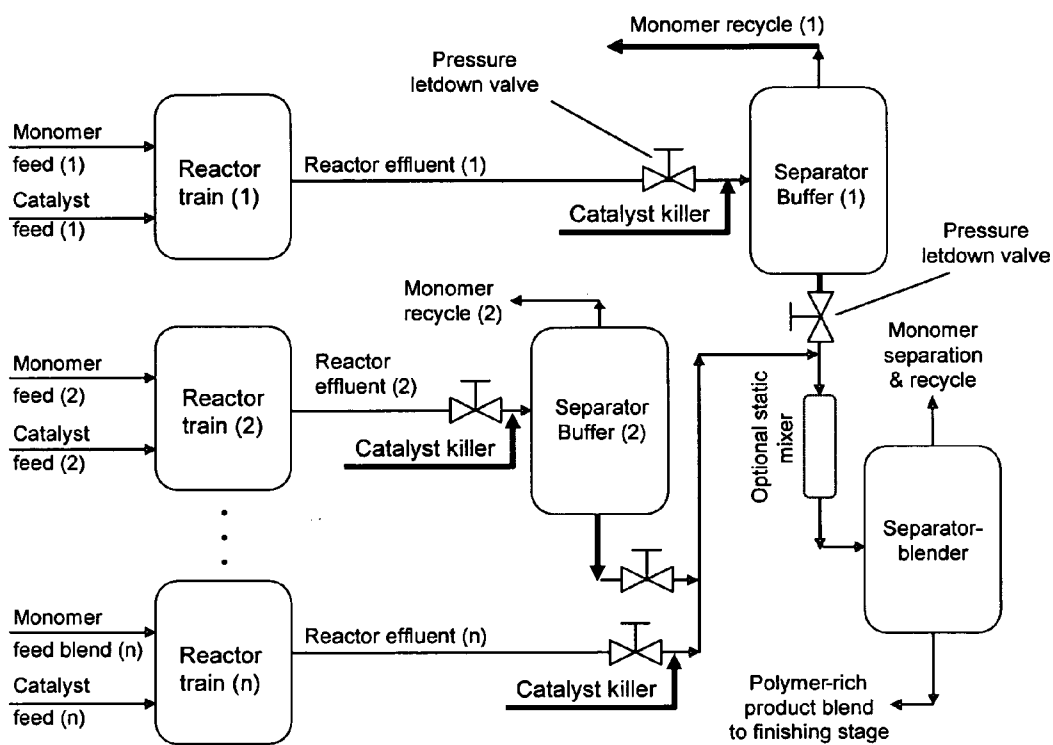 Monomer recycle (1)
Pressure
letdown valve
Monomer
feed (1)
Catalyst
feed (1)
Reactor
train (1)
Reactor effluent (1)
Catalyst killer
Separator
Buffer (1)
Pressure
letdown valve
Monomer
recycle (2)
Monomer
separation
& recycle
Monomer
feed (2)
Catalyst
feed (2)
Reactor
train (2)
Reactor
effluent (2)
Catalyst killer
Separator
Buffer (2)
Optional static
mixer
Separator-
blender
Monomer
feed blend (n)
Catalyst
feed (n)
Reactor
train (n)
Reactor effluent (n)
Catalyst killer
Polymer-rich
product blend
to finishing stage